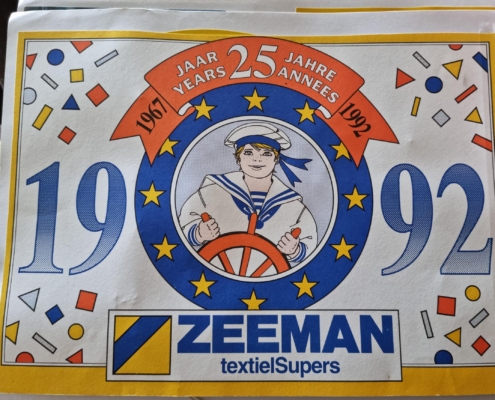 JAAR 25 JAHRE
YEARS ANNEES
1967 1992
19 92
ZEEMAN
textielSupers